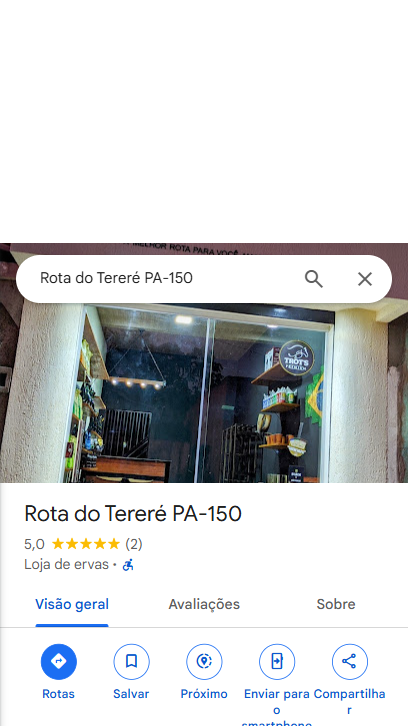 MELHOR ROTA PARA VOCÊ
Rota do Tereré PA-150
TROT'S
Rota do Tereré PA-150
5,0 (2)
Loja de ervas ·
Visão geral
Avaliações
Sobre
Rotas
Salvar
Próximo
Enviar para o smartphone
Compartilhar